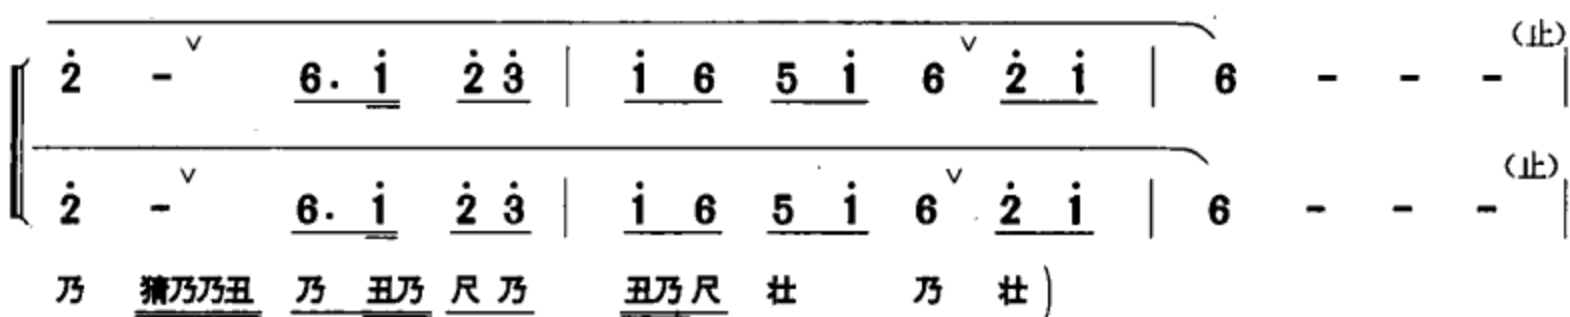 （止）
2̇ - ∨ 6. 1̇ 2̇ 3̇ | 1̇ 6 5 1̇ 6 ∨ 2̇ 1̇ | 6 - - - |
（止）
2̇ - ∨ 6. 1̇ 2̇ 3̇ | 1̇ 6 5 1̇ 6 ∨ 2̇ 1̇ | 6 - - - |
乃 猜乃乃丑 乃 丑乃 尺 乃 丑乃 尺 壮 乃 壮）